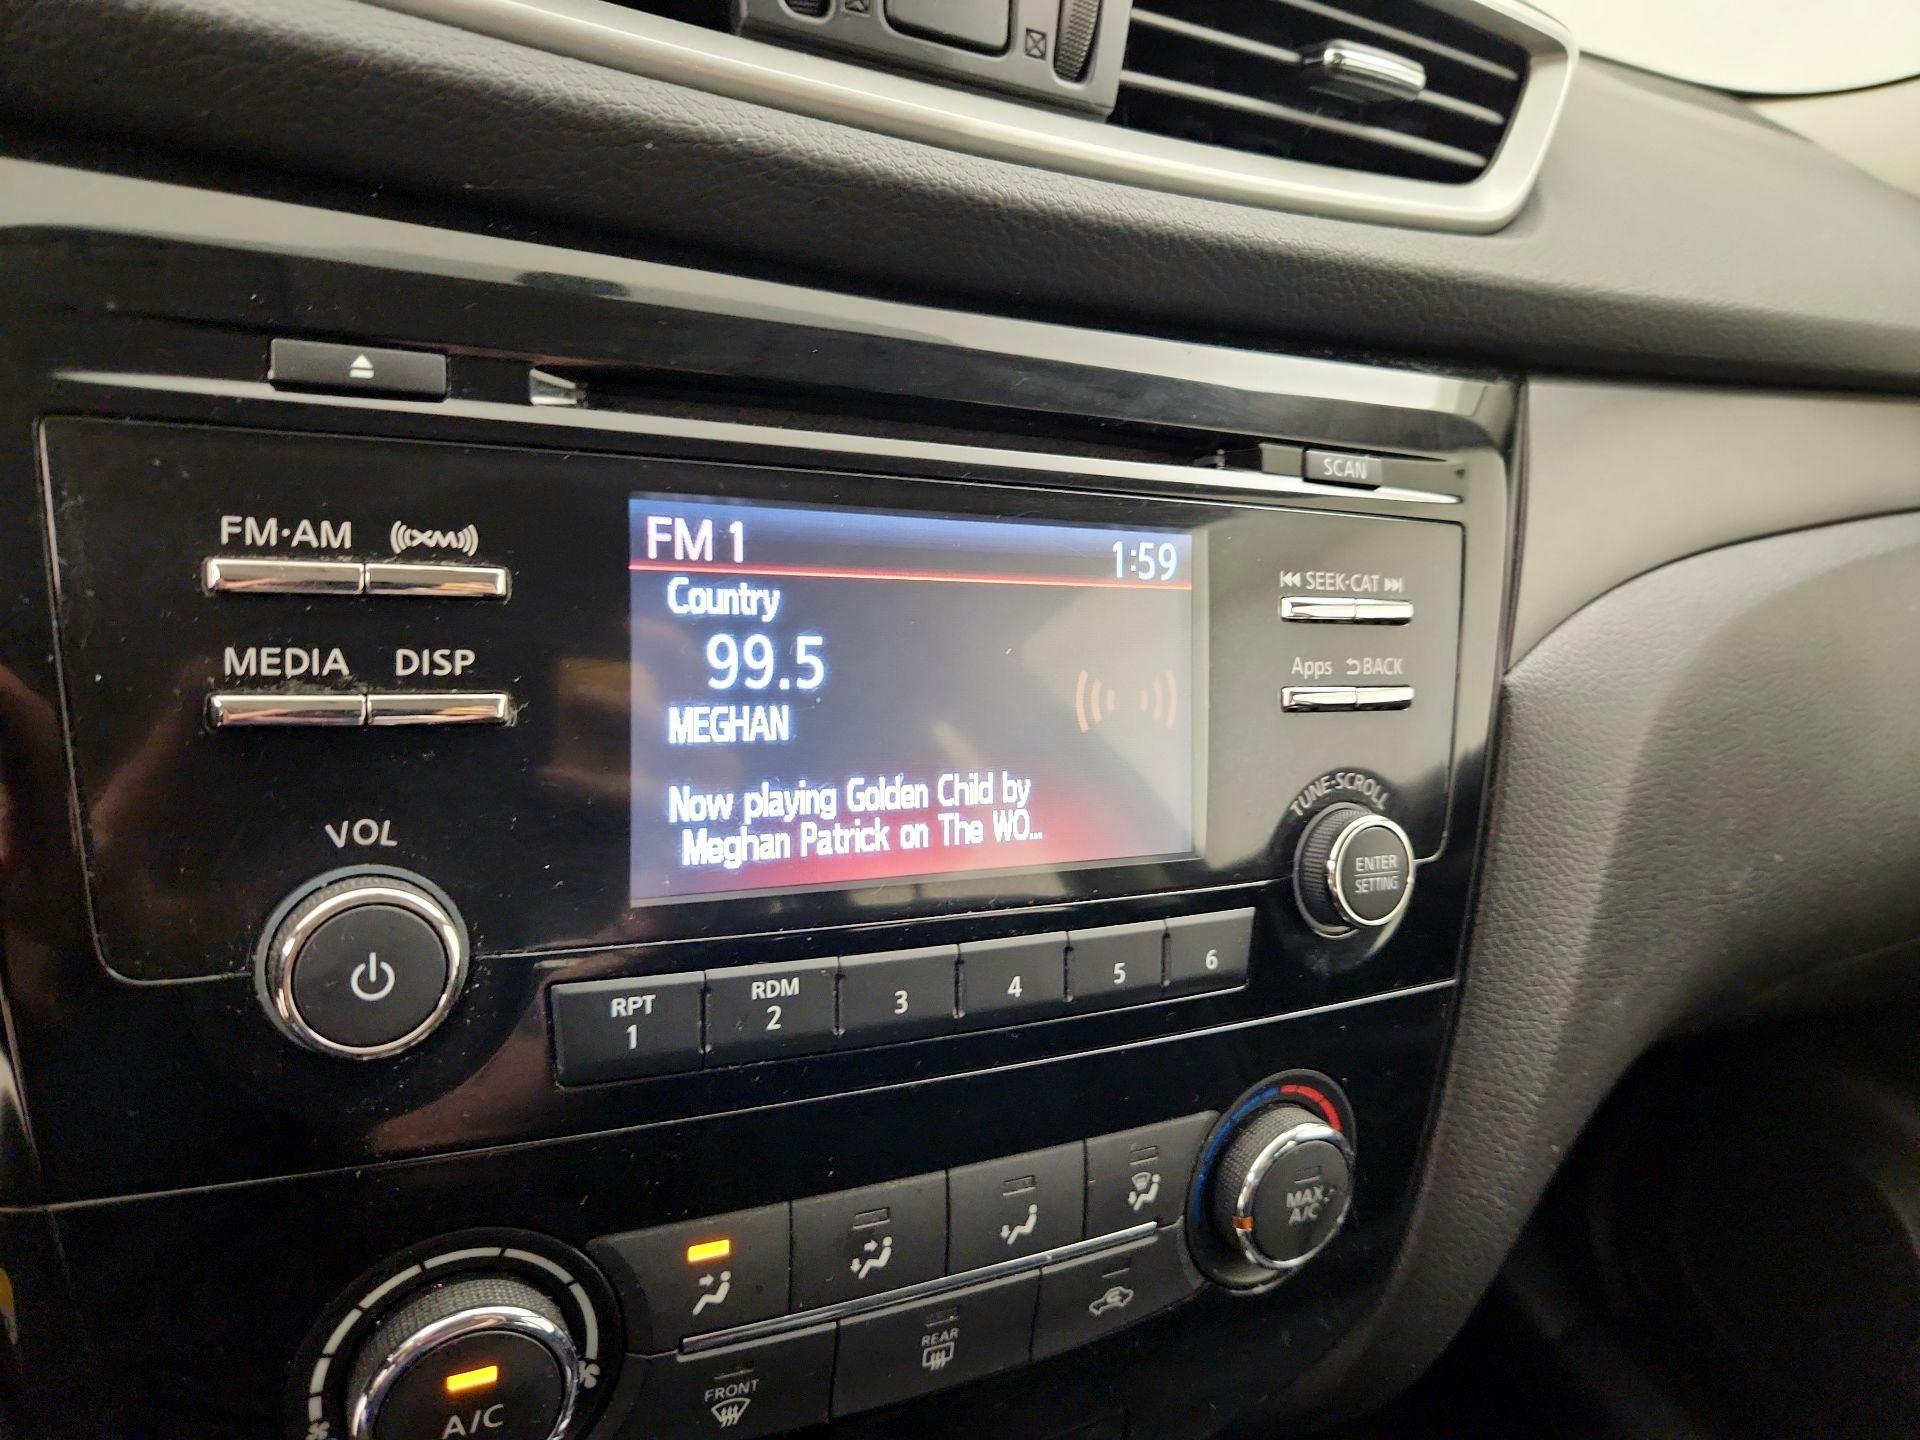 SCAN
FM·AM
XM
FM 1
1:59
SEEK·CAT
Country
99.5
MEDIA
DISP
Apps
BACK
MEGHAN
Now playing Golden Child by
Meghan Patrick on The WO...
TUNE·SCROLL
ENTER
SETTING
VOL
RPT
1
RDM
2
3
4
5
6
MAX
A/C
REAR
FRONT
A/C